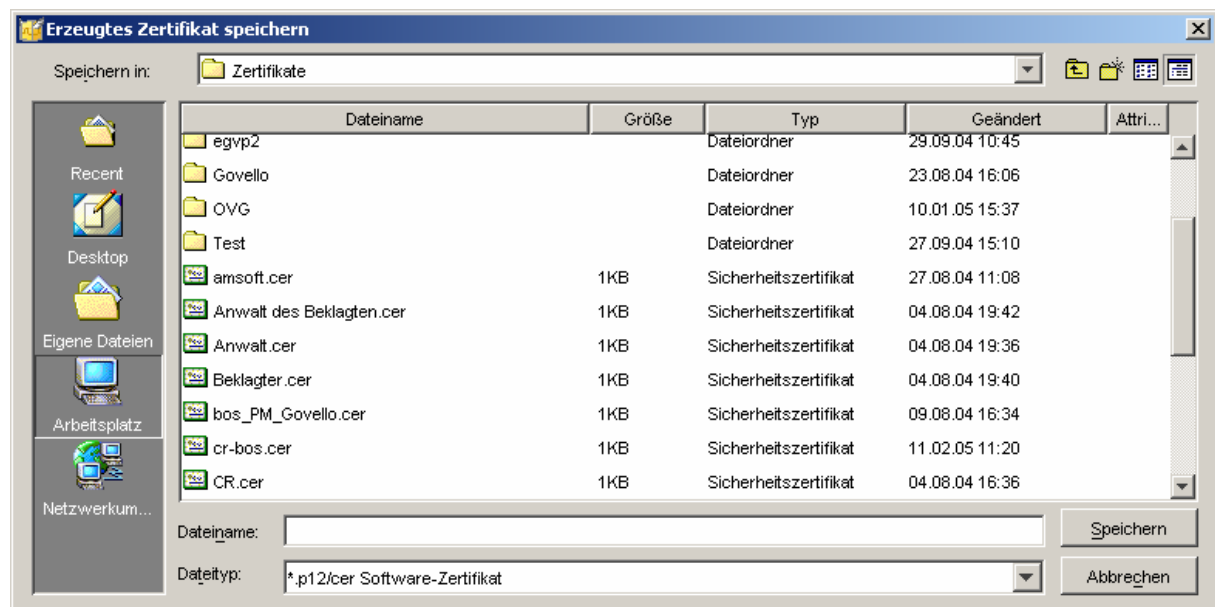 Erzeugtes Zertifikat speichern
Speichern in: Zertifikate
Dateiname Größe Typ Geändert Attri...
egvp2 Dateiordner 29.09.04 10:45
Govello Dateiordner 23.08.04 16:06
OVG Dateiordner 10.01.05 15:37
Test Dateiordner 27.09.04 15:10
amsoft.cer 1KB Sicherheitszertifikat 27.08.04 11:08
Anwalt des Beklagten.cer 1KB Sicherheitszertifikat 04.08.04 19:42
Anwalt.cer 1KB Sicherheitszertifikat 04.08.04 19:36
Beklagter.cer 1KB Sicherheitszertifikat 04.08.04 19:40
bos_PM_Govello.cer 1KB Sicherheitszertifikat 09.08.04 16:34
cr-bos.cer 1KB Sicherheitszertifikat 11.02.05 11:20
CR.cer 1KB Sicherheitszertifikat 04.08.04 16:36
Recent
Desktop
Eigene Dateien
Arbeitsplatz
Netzwerkum...
Dateiname: Speichern
Dateityp: *.p12/cer Software-Zertifikat Abbrechen